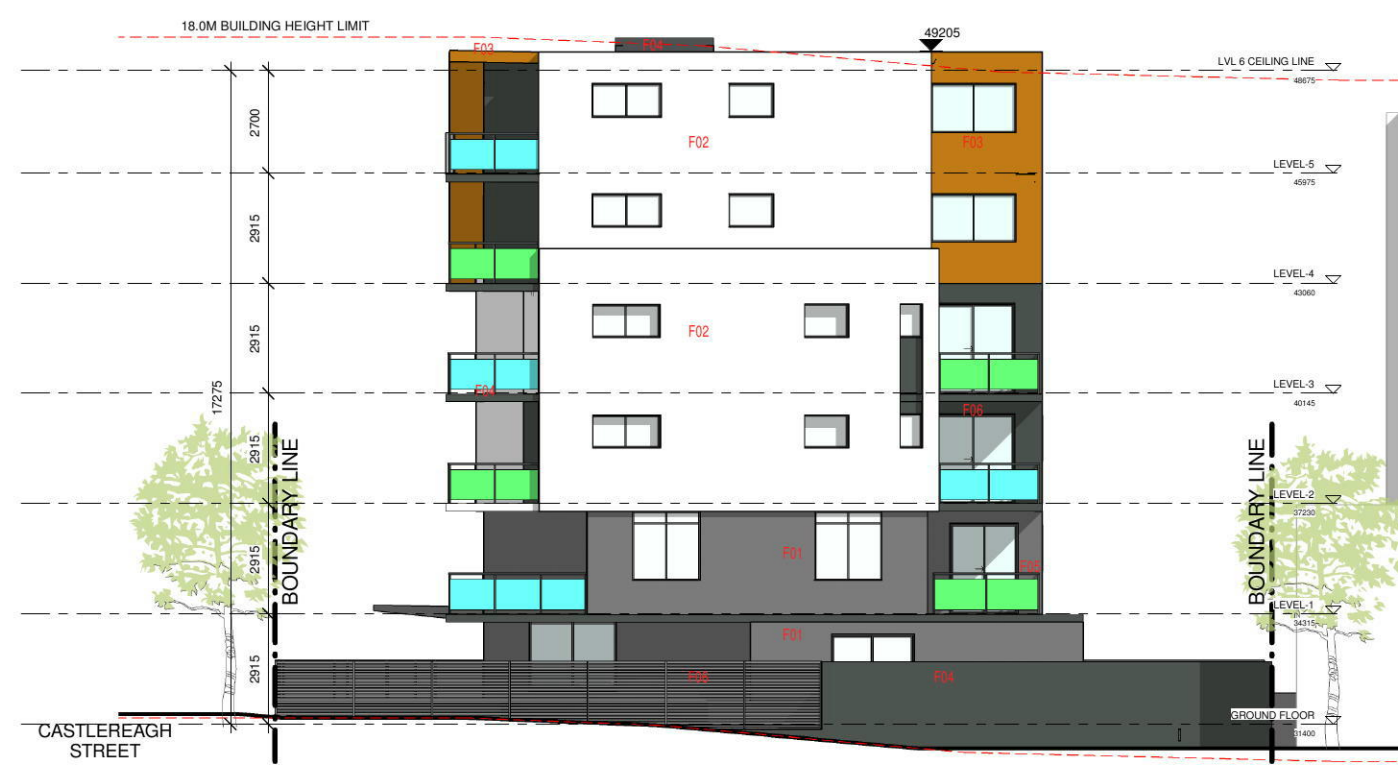 18.0M BUILDING HEIGHT LIMIT
49205
F03
F04
LVL 6 CEILING LINE
48675
2700
F02
F03
LEVEL-5
45975
2915
LEVEL-4
43060
2915
F02
17275
F04
LEVEL-3
40145
F06
2915
BOUNDARY LINE
BOUNDARY LINE
LEVEL-2
37230
2915
F01
F05
LEVEL-1
34315
F01
2915
F06
F04
GROUND FLOOR
31400
CASTLEREAGH
STREET